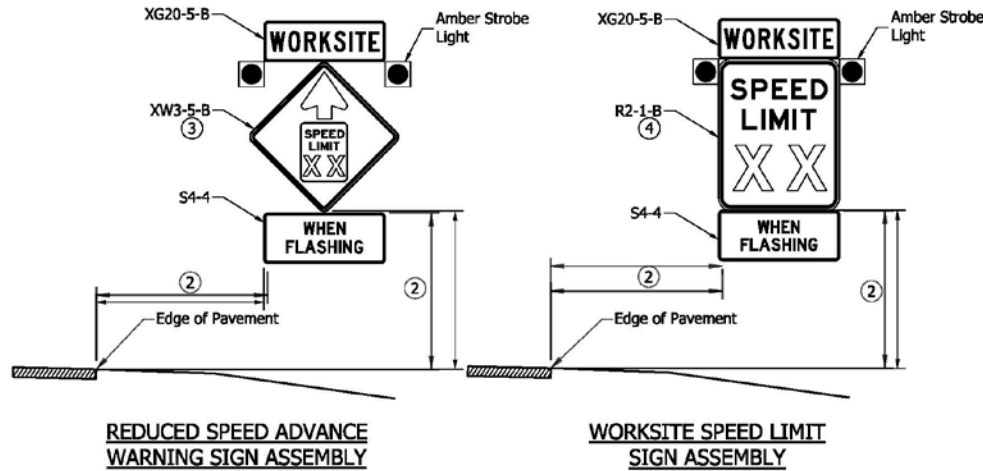 XG20-5-B
WORKSITE
Amber Strobe
Light
XW3-5-B
3
SPEED
LIMIT
X X
S4-4
WHEN
FLASHING
2
2
Edge of Pavement
REDUCED SPEED ADVANCE
WARNING SIGN ASSEMBLY
XG20-5-B
WORKSITE
Amber Strobe
Light
SPEED
LIMIT
X X
R2-1-B
4
S4-4
WHEN
FLASHING
2
2
Edge of Pavement
WORKSITE SPEED LIMIT
SIGN ASSEMBLY